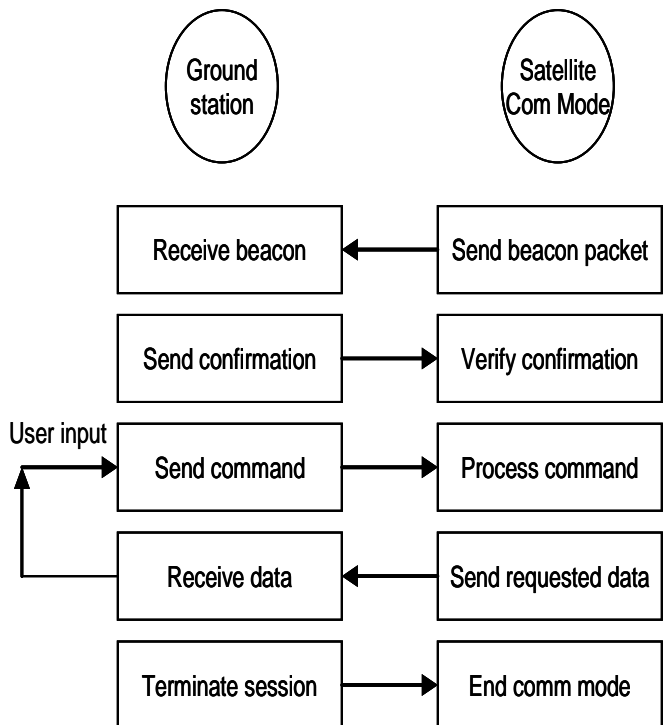 Ground
station
Satellite
Com Mode
Receive beacon
Send beacon packet
Send confirmation
Verify confirmation
User input
Send command
Process command
Receive data
Send requested data
Terminate session
End comm mode